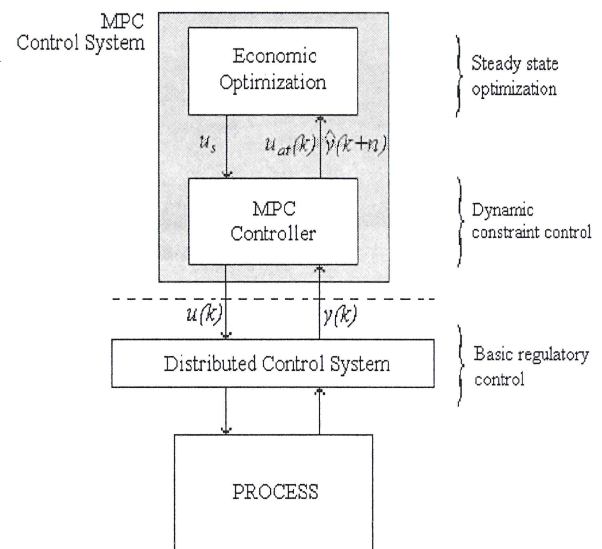 MPC
Control System
Economic
Optimization
Steady state
optimization
u_s
u_at(k) ŷ(k+n)
MPC
Controller
Dynamic
constraint control
u(k)
y(k)
Distributed Control System
Basic regulatory
control
PROCESS